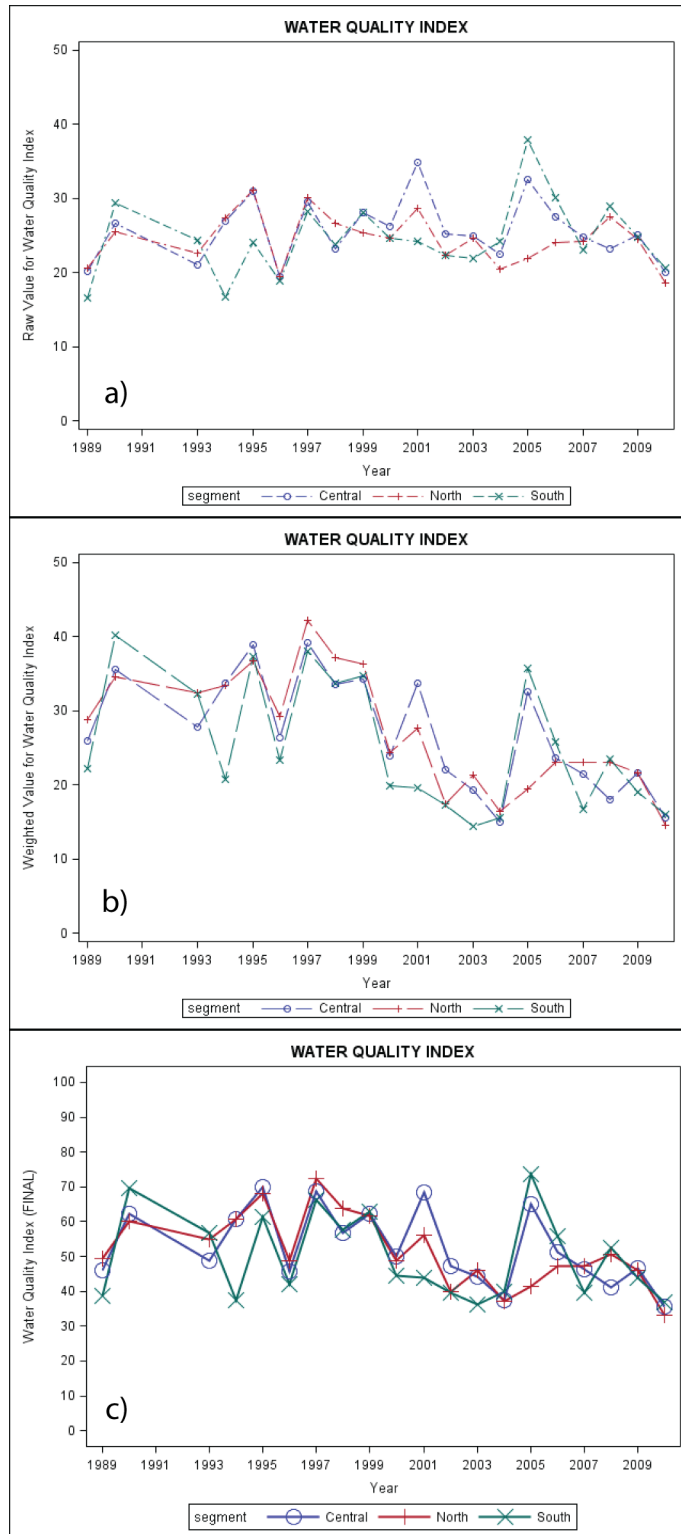 WATER QUALITY INDEX
Raw Value for Water Quality Index
50
40
30
20
10
0
a)
1989 1991 1993 1995 1997 1999 2001 2003 2005 2007 2009
Year
segment Central North South
WATER QUALITY INDEX
Weighted Value for Water Quality Index
50
40
30
20
10
0
b)
1989 1991 1993 1995 1997 1999 2001 2003 2005 2007 2009
Year
segment Central North South
WATER QUALITY INDEX
Water Quality Index (FINAL)
100
90
80
70
60
50
40
30
20
10
0
c)
1989 1991 1993 1995 1997 1999 2001 2003 2005 2007 2009
Year
segment Central North South